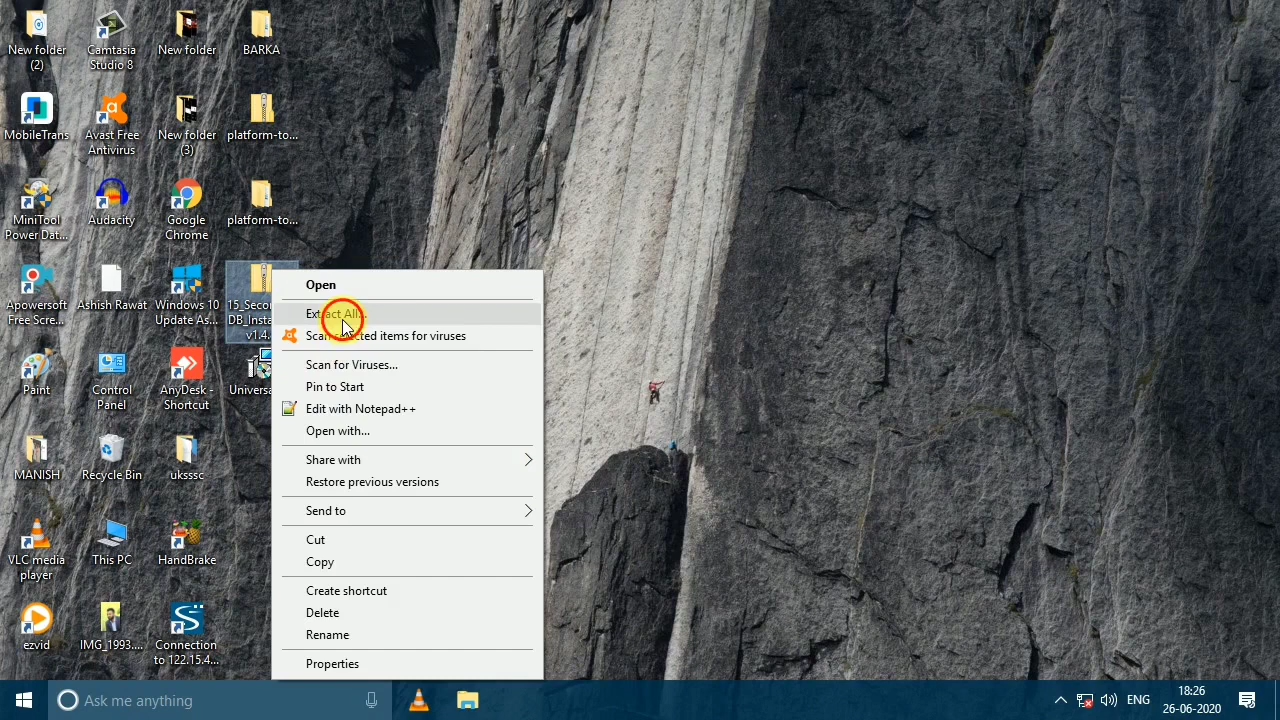 New folder
(2)
Camtasia
Studio 8
New folder
BARKA
MobileTrans
Avast Free
Antivirus
New folder
(3)
platform-to...
MiniTool
Power Dat...
Audacity
Google
Chrome
platform-to...
Apowersoft
Free Scre...
Ashish Rawat
Windows 10
Update As...
15_Secon
DB_Insta
v1.4.
Paint
Control
Panel
AnyDesk -
Shortcut
Universa
MANISH
Recycle Bin
uksssc
VLC media
player
This PC
HandBrake
ezvid
IMG_1993....
Connection
to 122.15.4...
Open
Extract All...
Scan selected items for viruses
Scan for Viruses...
Pin to Start
Edit with Notepad++
Open with...
Share with
Restore previous versions
Send to
Cut
Copy
Create shortcut
Delete
Rename
Properties
Ask me anything
ENG
18:26
26-06-2020